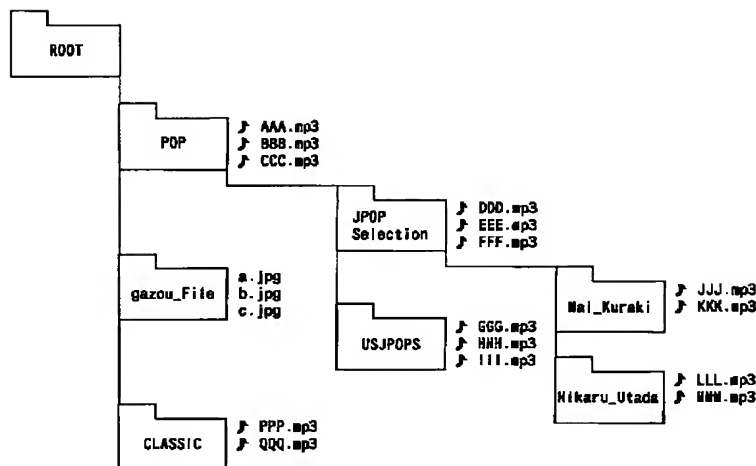 ROOT
POP
♪ AAA.mp3
♪ BBB.mp3
♪ CCC.mp3
JPOP
Selection
♪ DDD.mp3
♪ EEE.mp3
♪ FFF.mp3
gazou_File
a.jpg
b.jpg
c.jpg
Mai_Kuraki
♪ JJJ.mp3
♪ KKK.mp3
USJPOPS
♪ GGG.mp3
♪ HHH.mp3
♪ III.mp3
Hikaru_Utada
♪ LLL.mp3
♪ MMM.mp3
CLASSIC
♪ PPP.mp3
♪ QQQ.mp3